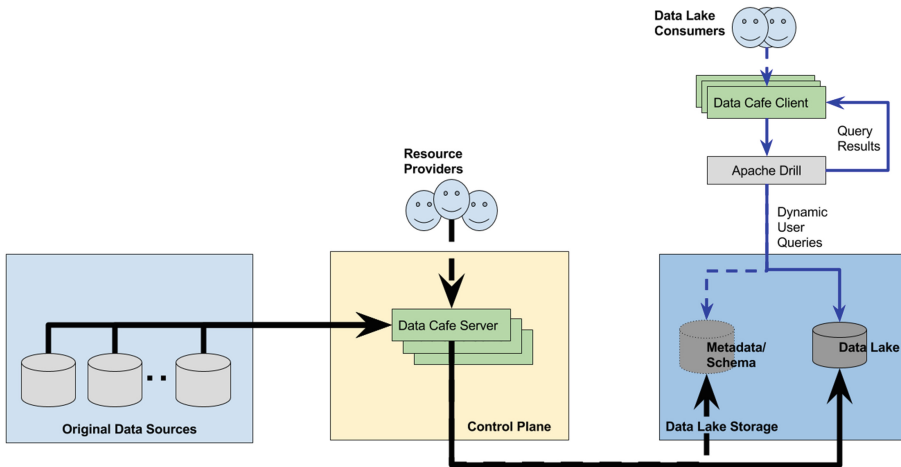 Data Lake
Consumers
Data Cafe Client
Query
Results
Resource
Providers
Apache Drill
Dynamic
User
Queries
Data Cafe Server
Metadata/
Schema
Data Lake
Original Data Sources
Control Plane
Data Lake Storage